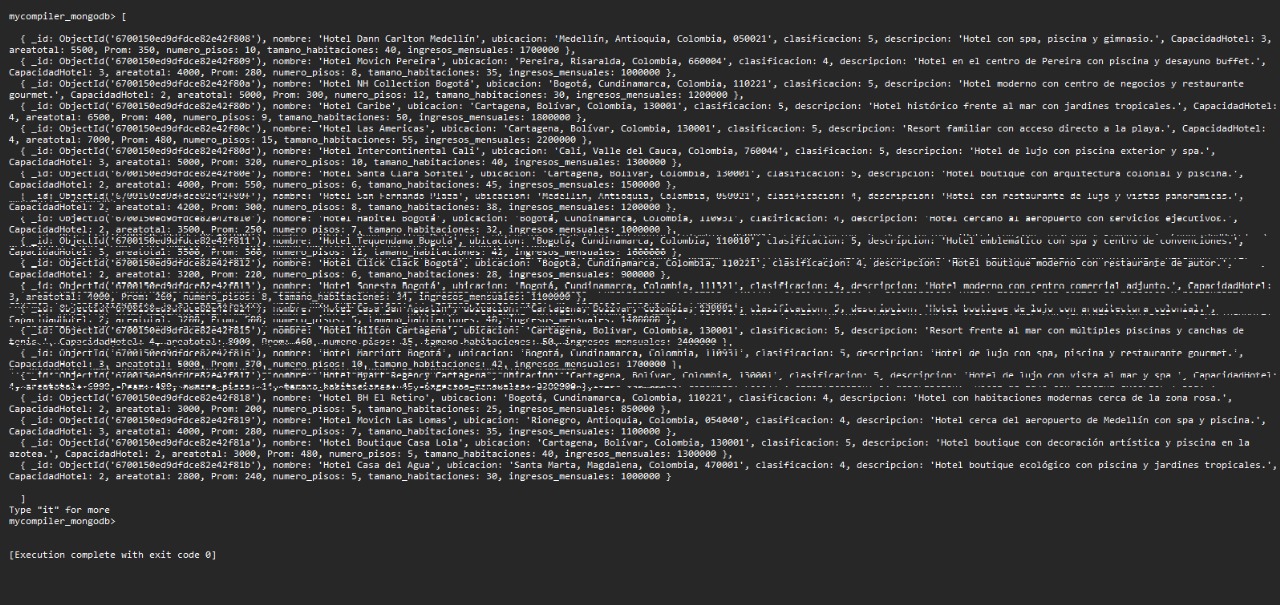 mycompiler_mongodb> [
{ _id: ObjectId('6700150ed9dfdce82e42f808'), nombre: 'Hotel Dann Carlton Medellín', ubicacion: 'Medellín, Antioquia, Colombia, 050021', clasificacion: 5, descripcion: 'Hotel con spa, piscina y gimnasio.', CapacidadHotel: 3,
areatotal: 5500, Prom: 350, numero_pisos: 10, tamano_habitaciones: 40, ingresos_mensuales: 1700000 },
{ _id: ObjectId('6700150ed9dfdce82e42f809'), nombre: 'Hotel Movich Pereira', ubicacion: 'Pereira, Risaralda, Colombia, 660004', clasificacion: 4, descripcion: 'Hotel en el centro de Pereira con piscina y desayuno buffet.',
CapacidadHotel: 3, areatotal: 4000, Prom: 280, numero_pisos: 8, tamano_habitaciones: 35, ingresos_mensuales: 1000000 },
{ _id: ObjectId('6700150ed9dfdce82e42f80a'), nombre: 'Hotel NH Collection Bogotá', ubicacion: 'Bogotá, Cundinamarca, Colombia, 110221', clasificacion: 5, descripcion: 'Hotel moderno con centro de negocios y restaurante
gourmet.', CapacidadHotel: 2, areatotal: 5000, Prom: 300, numero_pisos: 12, tamano_habitaciones: 30, ingresos_mensuales: 1200000 },
{ _id: ObjectId('6700150ed9dfdce82e42f80b'), nombre: 'Hotel Caribe', ubicacion: 'Cartagena, Bolívar, Colombia, 130001', clasificacion: 5, descripcion: 'Hotel histórico frente al mar con jardines tropicales.', CapacidadHotel:
4, areatotal: 6500, Prom: 400, numero_pisos: 9, tamano_habitaciones: 50, ingresos_mensuales: 1800000 },
{ _id: ObjectId('6700150ed9dfdce82e42f80c'), nombre: 'Hotel Las Americas', ubicacion: 'Cartagena, Bolívar, Colombia, 130001', clasificacion: 5, descripcion: 'Resort familiar con acceso directo a la playa.', CapacidadHotel:
4, areatotal: 7000, Prom: 480, numero_pisos: 15, tamano_habitaciones: 55, ingresos_mensuales: 2200000 },
{ _id: ObjectId('6700150ed9dfdce82e42f80d'), nombre: 'Hotel Intercontinental Cali', ubicacion: 'Cali, Valle del Cauca, Colombia, 760044', clasificacion: 5, descripcion: 'Hotel de lujo con piscina exterior y spa.',
CapacidadHotel: 3, areatotal: 5000, Prom: 320, numero_pisos: 10, tamano_habitaciones: 40, ingresos_mensuales: 1300000 },
{ _id: ObjectId('6700150ed9dfdce82e42f80e'), nombre: 'Hotel Santa Clara Sofitel', ubicacion: 'Cartagena, Bolívar, Colombia, 130001', clasificacion: 5, descripcion: 'Hotel boutique con arquitectura colonial y piscina.',
CapacidadHotel: 2, areatotal: 4000, Prom: 550, numero_pisos: 6, tamano_habitaciones: 45, ingresos_mensuales: 1500000 },
{ _id: ObjectId('6700150ed9dfdce82e42f80f'), nombre: 'Hotel San Fernando Plaza', ubicacion: 'Medellín, Antioquia, Colombia, 050021', clasificacion: 5, descripcion: 'Hotel con restaurante de lujo y vistas panorámicas.',
CapacidadHotel: 2, areatotal: 4200, Prom: 300, numero_pisos: 8, tamano_habitaciones: 38, ingresos_mensuales: 1200000 },
{ _id: ObjectId('6700150ed9dfdce82e42f810'), nombre: 'Hotel Habitel Bogotá', ubicacion: 'Bogotá, Cundinamarca, Colombia, 110931', clasificacion: 4, descripcion: 'Hotel cercano al aeropuerto con servicios ejecutivos.',
CapacidadHotel: 2, areatotal: 3500, Prom: 250, numero_pisos: 7, tamano_habitaciones: 32, ingresos_mensuales: 1000000 },
{ _id: ObjectId('6700150ed9dfdce82e42f811'), nombre: 'Hotel Tequendama Bogotá', ubicacion: 'Bogotá, Cundinamarca, Colombia, 110010', clasificacion: 5, descripcion: 'Hotel emblemático con spa y centro de convenciones.',
CapacidadHotel: areatotal: numero_pisos: 12, tamano_habitaciones: 42, ingresos_mensuales: },
{ _id: ObjectId('6700150ed9dfdce82e42f812'), nombre: 'Hotel Click Clack Bogotá', ubicacion: 'Bogotá, Cundinamarca, Colombia, 110221', clasificacion: 4, descripcion: 'Hotel boutique moderno con restaurante de autor.',
CapacidadHotel: 2, areatotal: 3200, Prom: 220, numero_pisos: 6, tamano_habitaciones: 28, ingresos_mensuales: 900000 },
{ _id: ObjectId('6700150ed9dfdce82e42f813'), nombre: 'Hotel Sonesta Bogotá', ubicacion: 'Bogotá, Cundinamarca, Colombia, 111321', clasificacion: 4, descripcion: 'Hotel moderno con centro comercial adjunto.', CapacidadHotel:
3, areatotal: 4000, Prom: 260, numero_pisos: 8, tamano_habitaciones: 34, ingresos_mensuales: 1100000 },
{ _id: nombre: 'Hotel Casa San Agustín', ubicacion: 'Cartagena, Bolívar, Colombia, 130001', clasificacion: 5, descripcion: 'Hotel boutique de lujo con arquitectura colonial.',
CapacidadHotel: 2, areatotal: numero_pisos: tamano_habitaciones: ingresos_mensuales: },
{ _id: ObjectId('6700150ed9dfdce82e42f815'), nombre: 'Hotel Hilton Cartagena', ubicacion: 'Cartagena, Bolívar, Colombia, 130001', clasificacion: 5, descripcion: 'Resort frente al mar con múltiples piscinas y canchas de
tenis.', CapacidadHotel: 4, areatotal: 8000, Prom: 460, numero_pisos: 15, tamano_habitaciones: 50, ingresos_mensuales: 2400000 },
{ _id: ObjectId('6700150ed9dfdce82e42f816'), nombre: 'Hotel Marriott Bogotá', ubicacion: 'Bogotá, Cundinamarca, Colombia, 110931', clasificacion: 5, descripcion: 'Hotel de lujo con spa, piscina y restaurante gourmet.',
CapacidadHotel: 3, areatotal: 5000, Prom: 370, numero_pisos: 10, tamano_habitaciones: 42, ingresos_mensuales: 1700000 },
{ _id: ObjectId('6700150ed9dfdce82e42f817'), nombre: 'Hotel Hyatt Regency Cartagena', ubicacion: 'Cartagena, Bolívar, Colombia, 130001', clasificacion: 5, descripcion: 'Hotel de lujo con vista al mar y spa.', CapacidadHotel:
4, areatotal: numero_pisos: tamano_habitaciones: ingresos_mensuales: },
{ _id: ObjectId('6700150ed9dfdce82e42f818'), nombre: 'Hotel BH El Retiro', ubicacion: 'Bogotá, Cundinamarca, Colombia, 110221', clasificacion: 4, descripcion: 'Hotel con habitaciones modernas cerca de la zona rosa.',
CapacidadHotel: 2, areatotal: 3000, Prom: 200, numero_pisos: 5, tamano_habitaciones: 25, ingresos_mensuales: 850000 },
{ _id: ObjectId('6700150ed9dfdce82e42f819'), nombre: 'Hotel Movich Las Lomas', ubicacion: 'Rionegro, Antioquia, Colombia, 054040', clasificacion: 4, descripcion: 'Hotel cerca del aeropuerto de Medellín con spa y piscina.',
CapacidadHotel: 3, areatotal: 4000, Prom: 280, numero_pisos: 7, tamano_habitaciones: 35, ingresos_mensuales: 1100000 },
{ _id: ObjectId('6700150ed9dfdce82e42f81a'), nombre: 'Hotel Boutique Casa Lola', ubicacion: 'Cartagena, Bolívar, Colombia, 130001', clasificacion: 5, descripcion: 'Hotel boutique con decoración artística y piscina en la
azotea.', CapacidadHotel: 2, areatotal: 3000, Prom: 480, numero_pisos: 5, tamano_habitaciones: 40, ingresos_mensuales: 1300000 },
{ _id: ObjectId('6700150ed9dfdce82e42f81b'), nombre: 'Hotel Casa del Agua', ubicacion: 'Santa Marta, Magdalena, Colombia, 470001', clasificacion: 4, descripcion: 'Hotel boutique ecológico con piscina y jardines tropicales.',
CapacidadHotel: 2, areatotal: 2800, Prom: 240, numero_pisos: 5, tamano_habitaciones: 30, ingresos_mensuales: 1000000 }
]
Type "it" for more
mycompiler_mongodb>
[Execution complete with exit code 0]